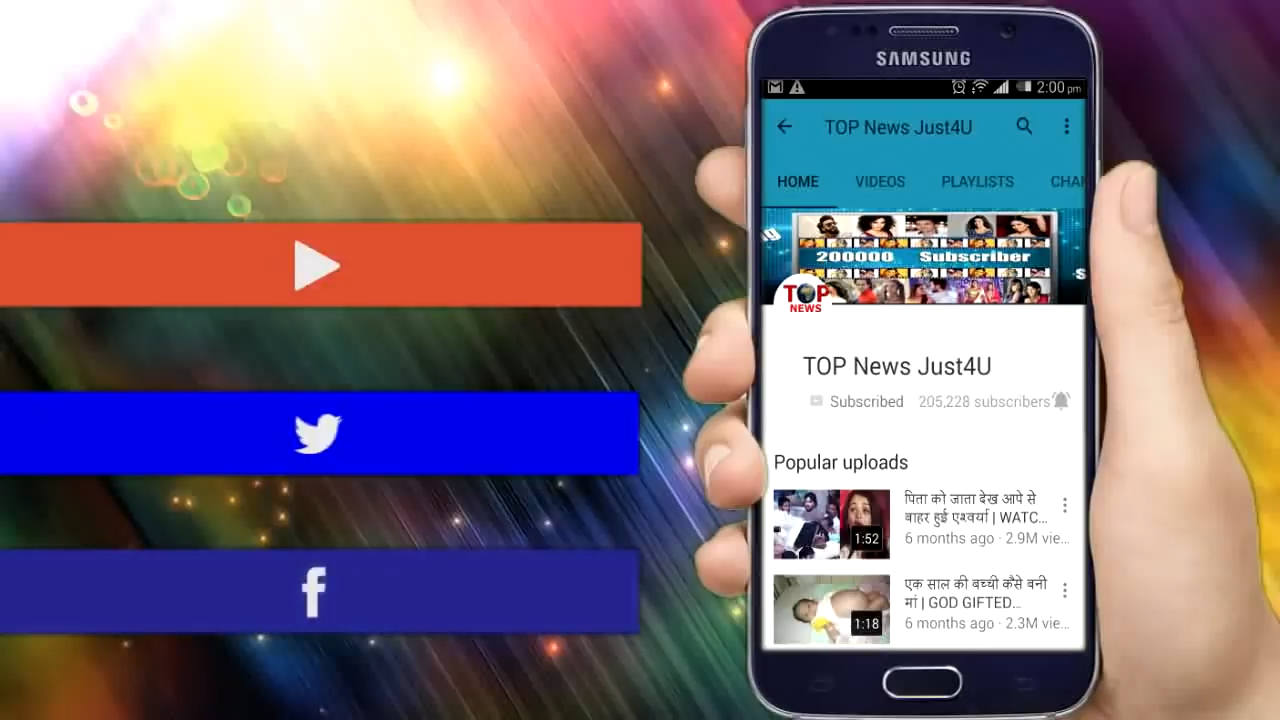 SAMSUNG
2:00 pm
TOP News Just4U
HOME VIDEOS PLAYLISTS CHA
200000 Subscriber
TOP
NEWS
TOP News Just4U
Subscribed 205,228 subscribers
Popular uploads
पिता को जाता देख आपे से
बाहर हुई एश्वर्या | WATC...
6 months ago · 2.9M vie...
1:52
एक साल की बच्ची कैसे बनी
मां | GOD GIFTED...
6 months ago · 2.3M vie...
1:18